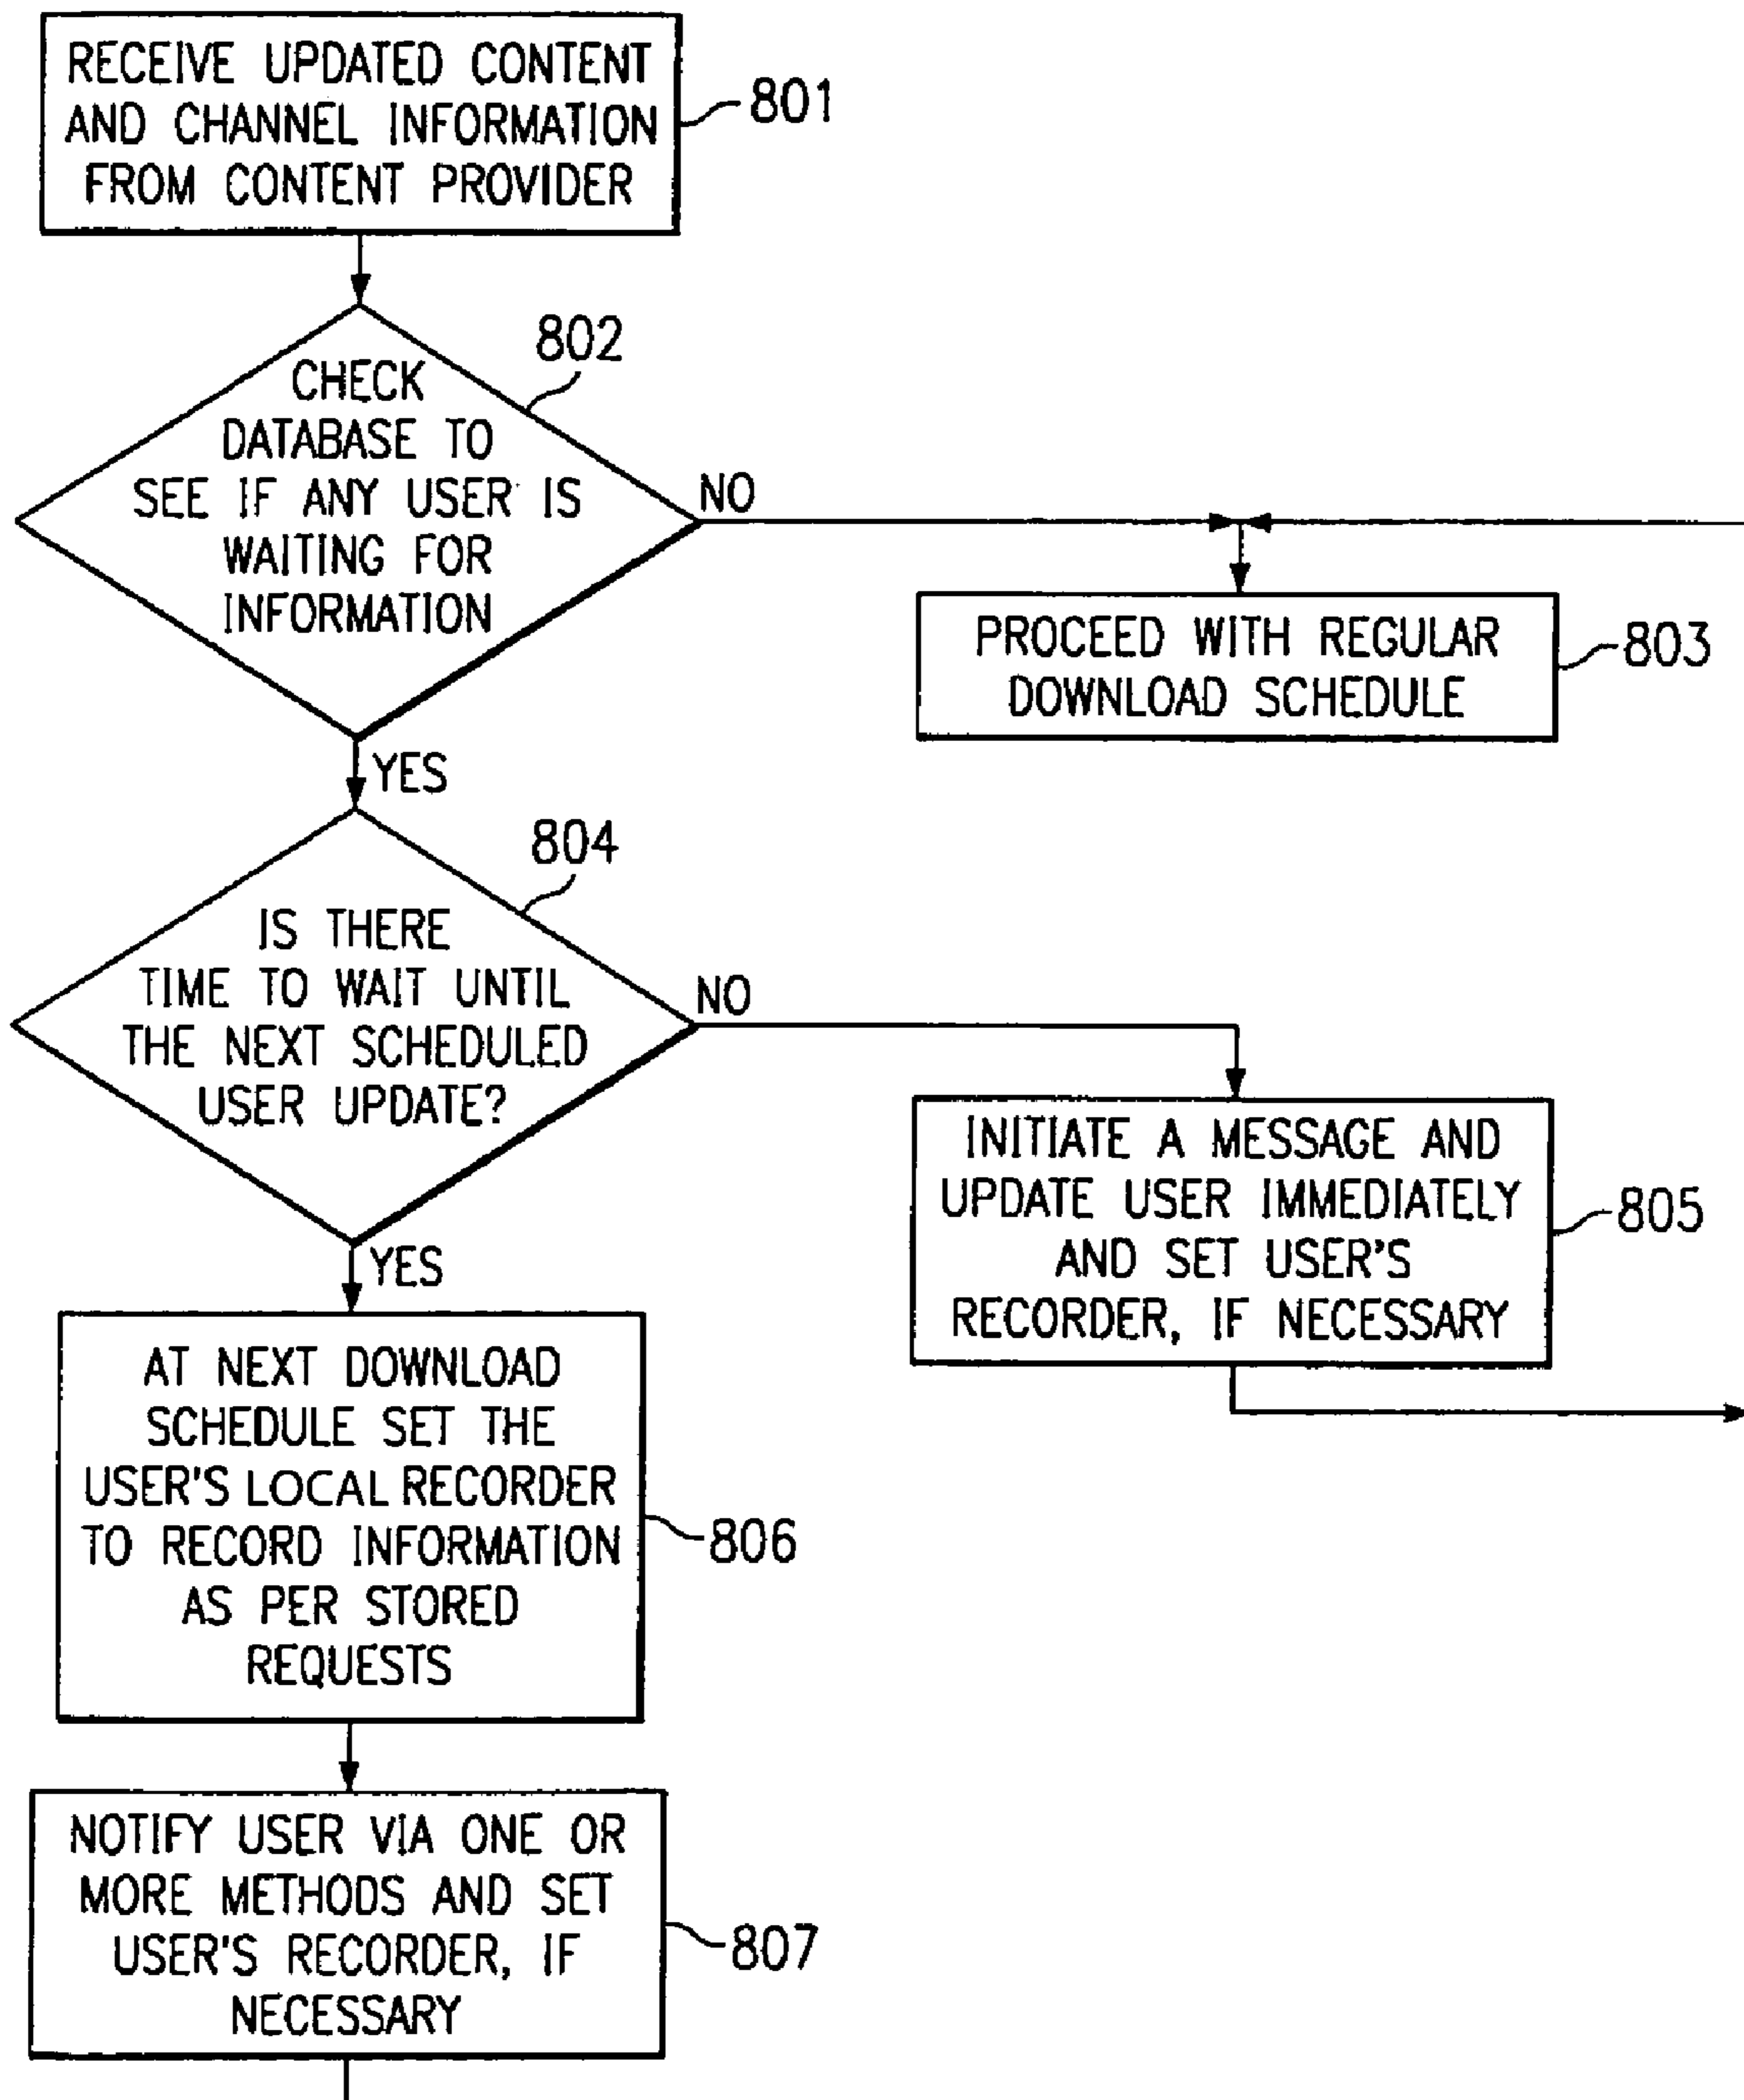 RECEIVE UPDATED CONTENT
AND CHANNEL INFORMATION
FROM CONTENT PROVIDER
801
802
CHECK
DATABASE TO
SEE IF ANY USER IS
WAITING FOR
INFORMATION
NO
PROCEED WITH REGULAR
DOWNLOAD SCHEDULE
803
YES
804
IS THERE
TIME TO WAIT UNTIL
THE NEXT SCHEDULED
USER UPDATE?
NO
INITIATE A MESSAGE AND
UPDATE USER IMMEDIATELY
AND SET USER'S
RECORDER, IF NECESSARY
805
YES
AT NEXT DOWNLOAD
SCHEDULE SET THE
USER'S LOCAL RECORDER
TO RECORD INFORMATION
AS PER STORED
REQUESTS
806
NOTIFY USER VIA ONE OR
MORE METHODS AND SET
USER'S RECORDER, IF
NECESSARY
807